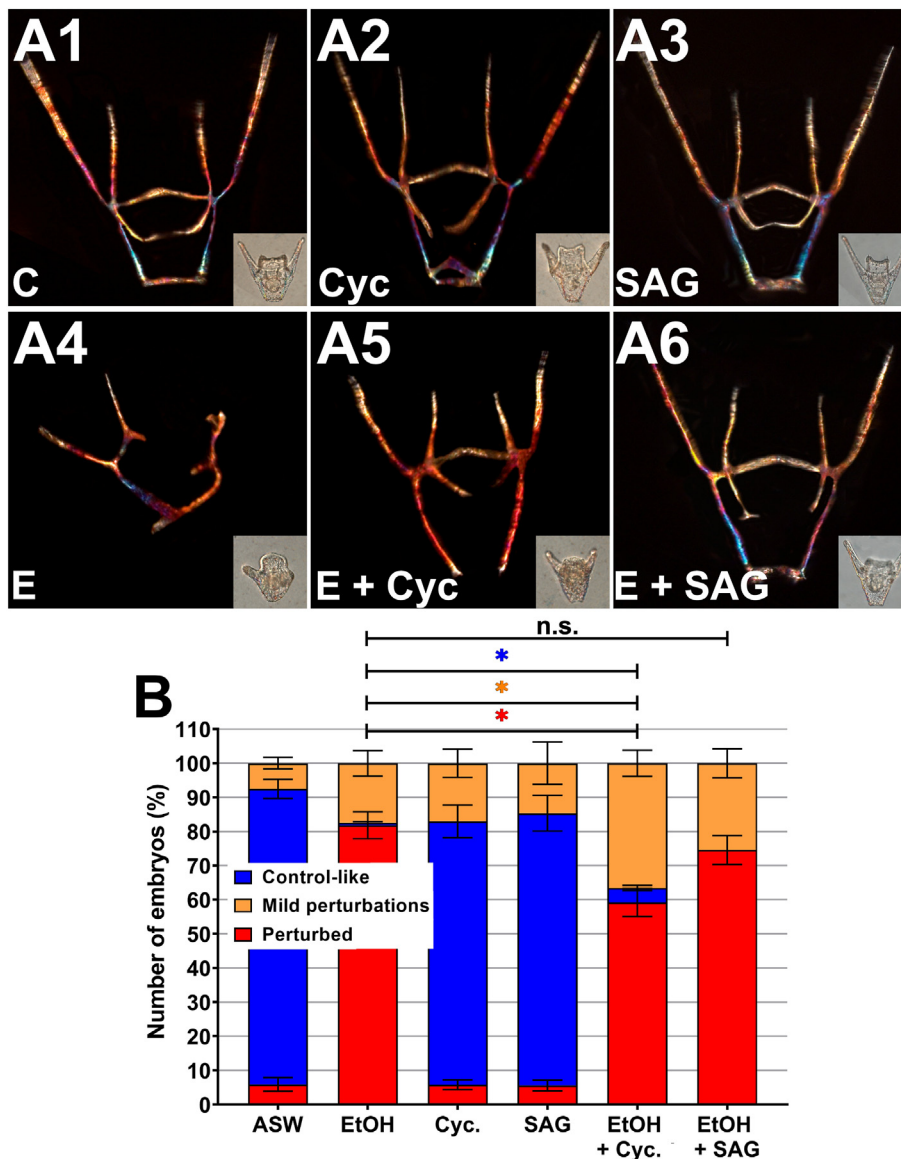 A1 A2 A3
C Cyc SAG
A4 A5 A6
E E + Cyc E + SAG
n.s.
*
*
*
B
110
100
90
80
70
60
50
40
30
20
10
0
Number of embryos (%)
Control-like
Mild perturbations
Perturbed
ASW EtOH Cyc. SAG EtOH EtOH
+ Cyc. + SAG